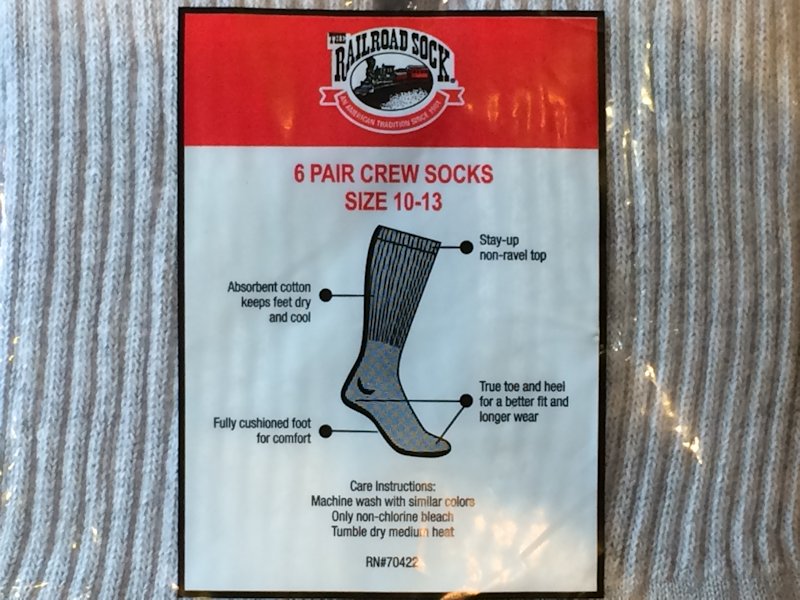 THE
RAILROAD SOCK
AN AMERICAN TRADITION SINCE 1901
6 PAIR CREW SOCKS
SIZE 10-13
Stay-up
non-ravel top
Absorbent cotton
keeps feet dry
and cool
True toe and heel
for a better fit and
longer wear
Fully cushioned foot
for comfort
Care Instructions:
Machine wash with similar colors
Only non-chlorine bleach
Tumble dry medium heat
RN#70422